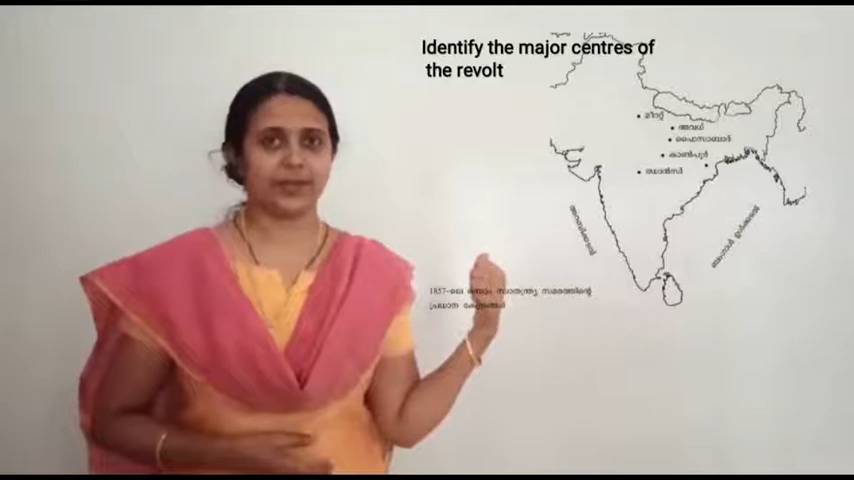 Identify the major centres of
the revolt
മീററ്റ്
അവധ്
ഫൈസാബാദ്
കാൺപൂർ
ഝാൻസി
അറബിക്കടൽ
ബംഗാൾ ഉൾക്കടൽ
1857-ലെ ഒന്നാം സ്വാതന്ത്ര്യ സമരത്തിന്റെ
പ്രധാന കേന്ദ്രങ്ങൾ